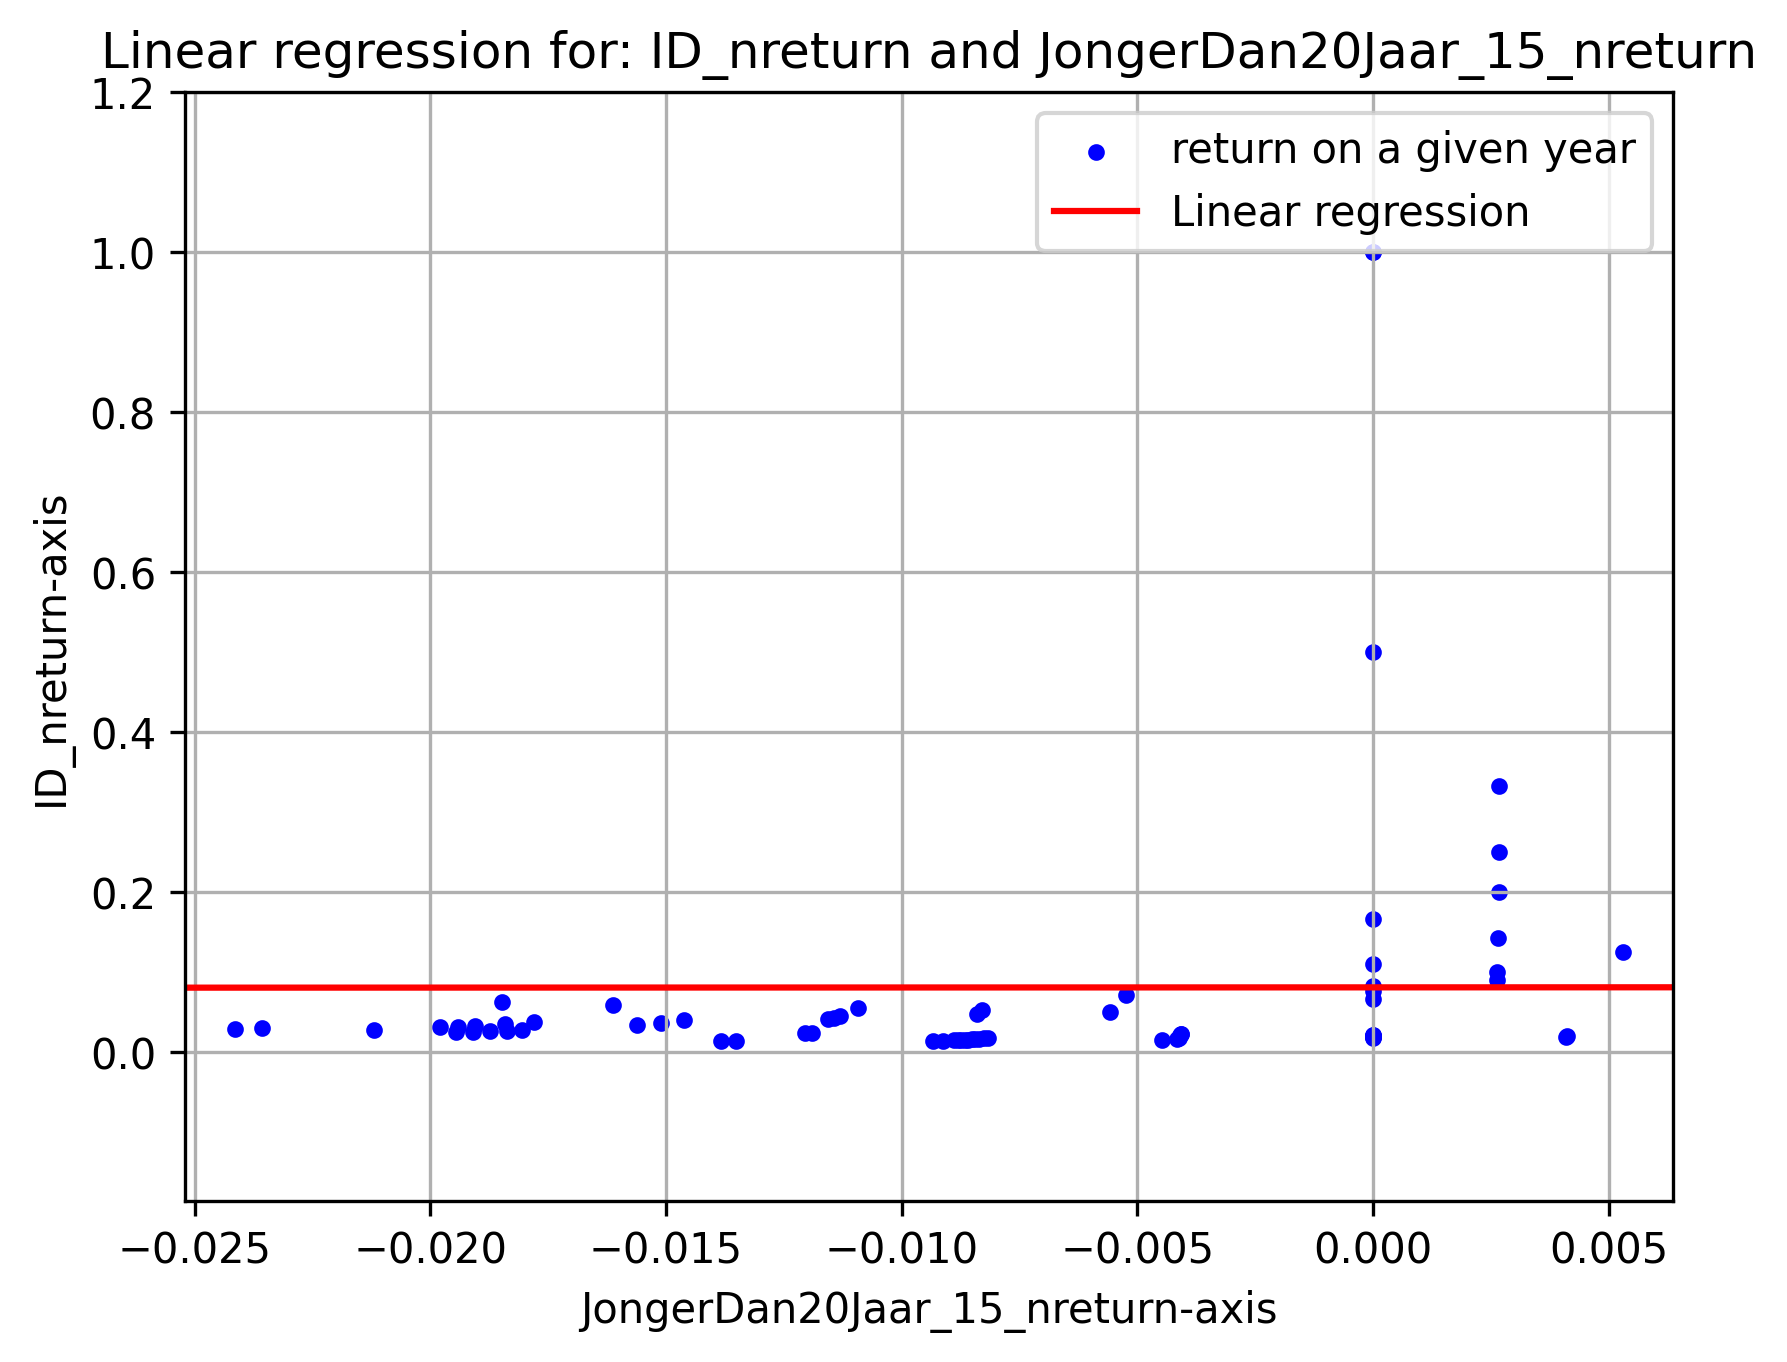 Linear regression for: ID_nreturn and JongerDan20Jaar_15_nreturn
1.2
return on a given year
Linear regression
1.0
0.8
0.6
0.4
0.2
0.0
ID_nreturn-axis
−0.025 −0.020 −0.015 −0.010 −0.005 0.000 0.005
JongerDan20Jaar_15_nreturn-axis